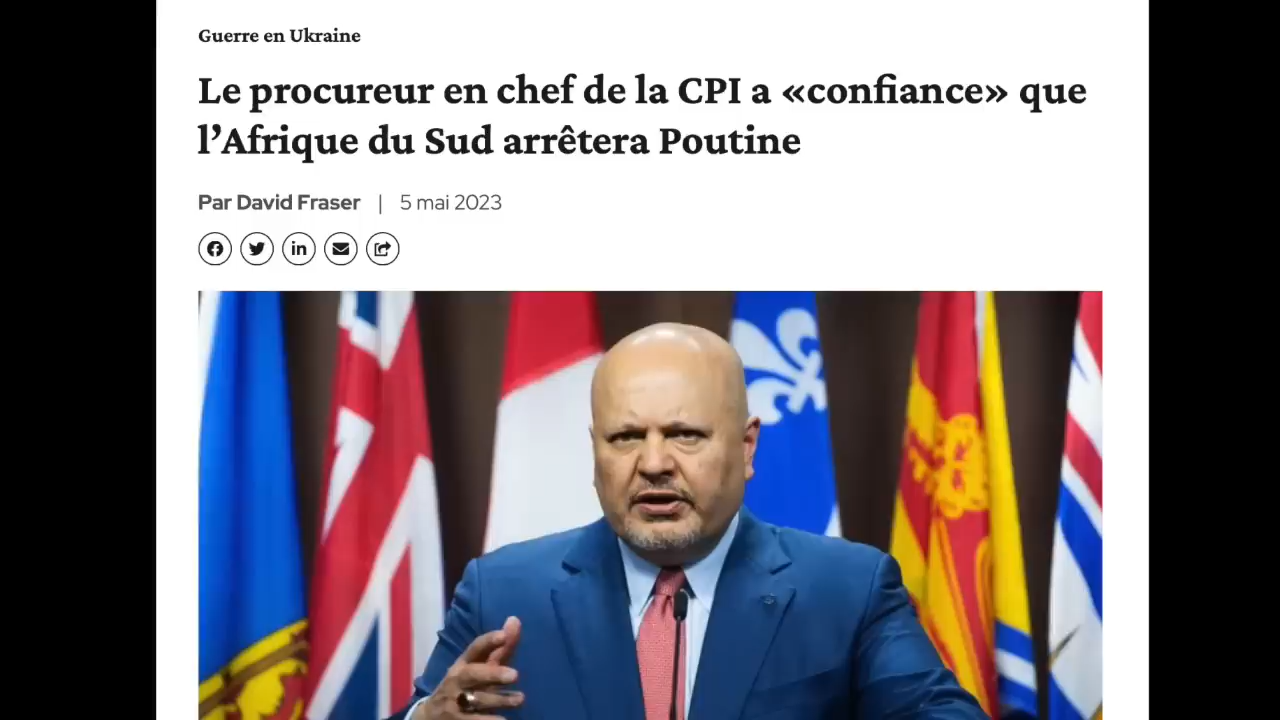 Guerre en Ukraine
Le procureur en chef de la CPI a «confiance» que
l’Afrique du Sud arrêtera Poutine
Par David Fraser | 5 mai 2023